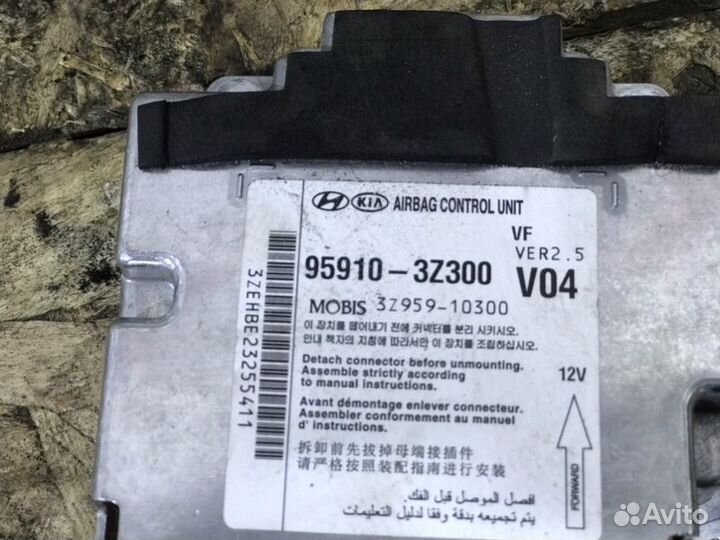 KIA AIRBAG CONTROL UNIT
VF
VER2.5
95910-3Z300 V04
MOBIS 3Z959-10300
이 장치를 떼어내기 전에 커넥터를 분리 시키시오.
안내 책자의 지침에 따라서만 이 장치를 조립하십시오.
Detach connector before unmounting.
Assemble strictly according
to manual instructions.
12V
Avant démontage enlever connecteur.
Assembler conformement au manuel
d' instructions.
拆卸前先拔掉母端接插件
请严格按照装配指南进行安装
افصل الموصل قبل الفك.
يتم تجميعه بدقة وفقا لدليل التعليمات
FORWARD
3ZEHBE23255411
Avito